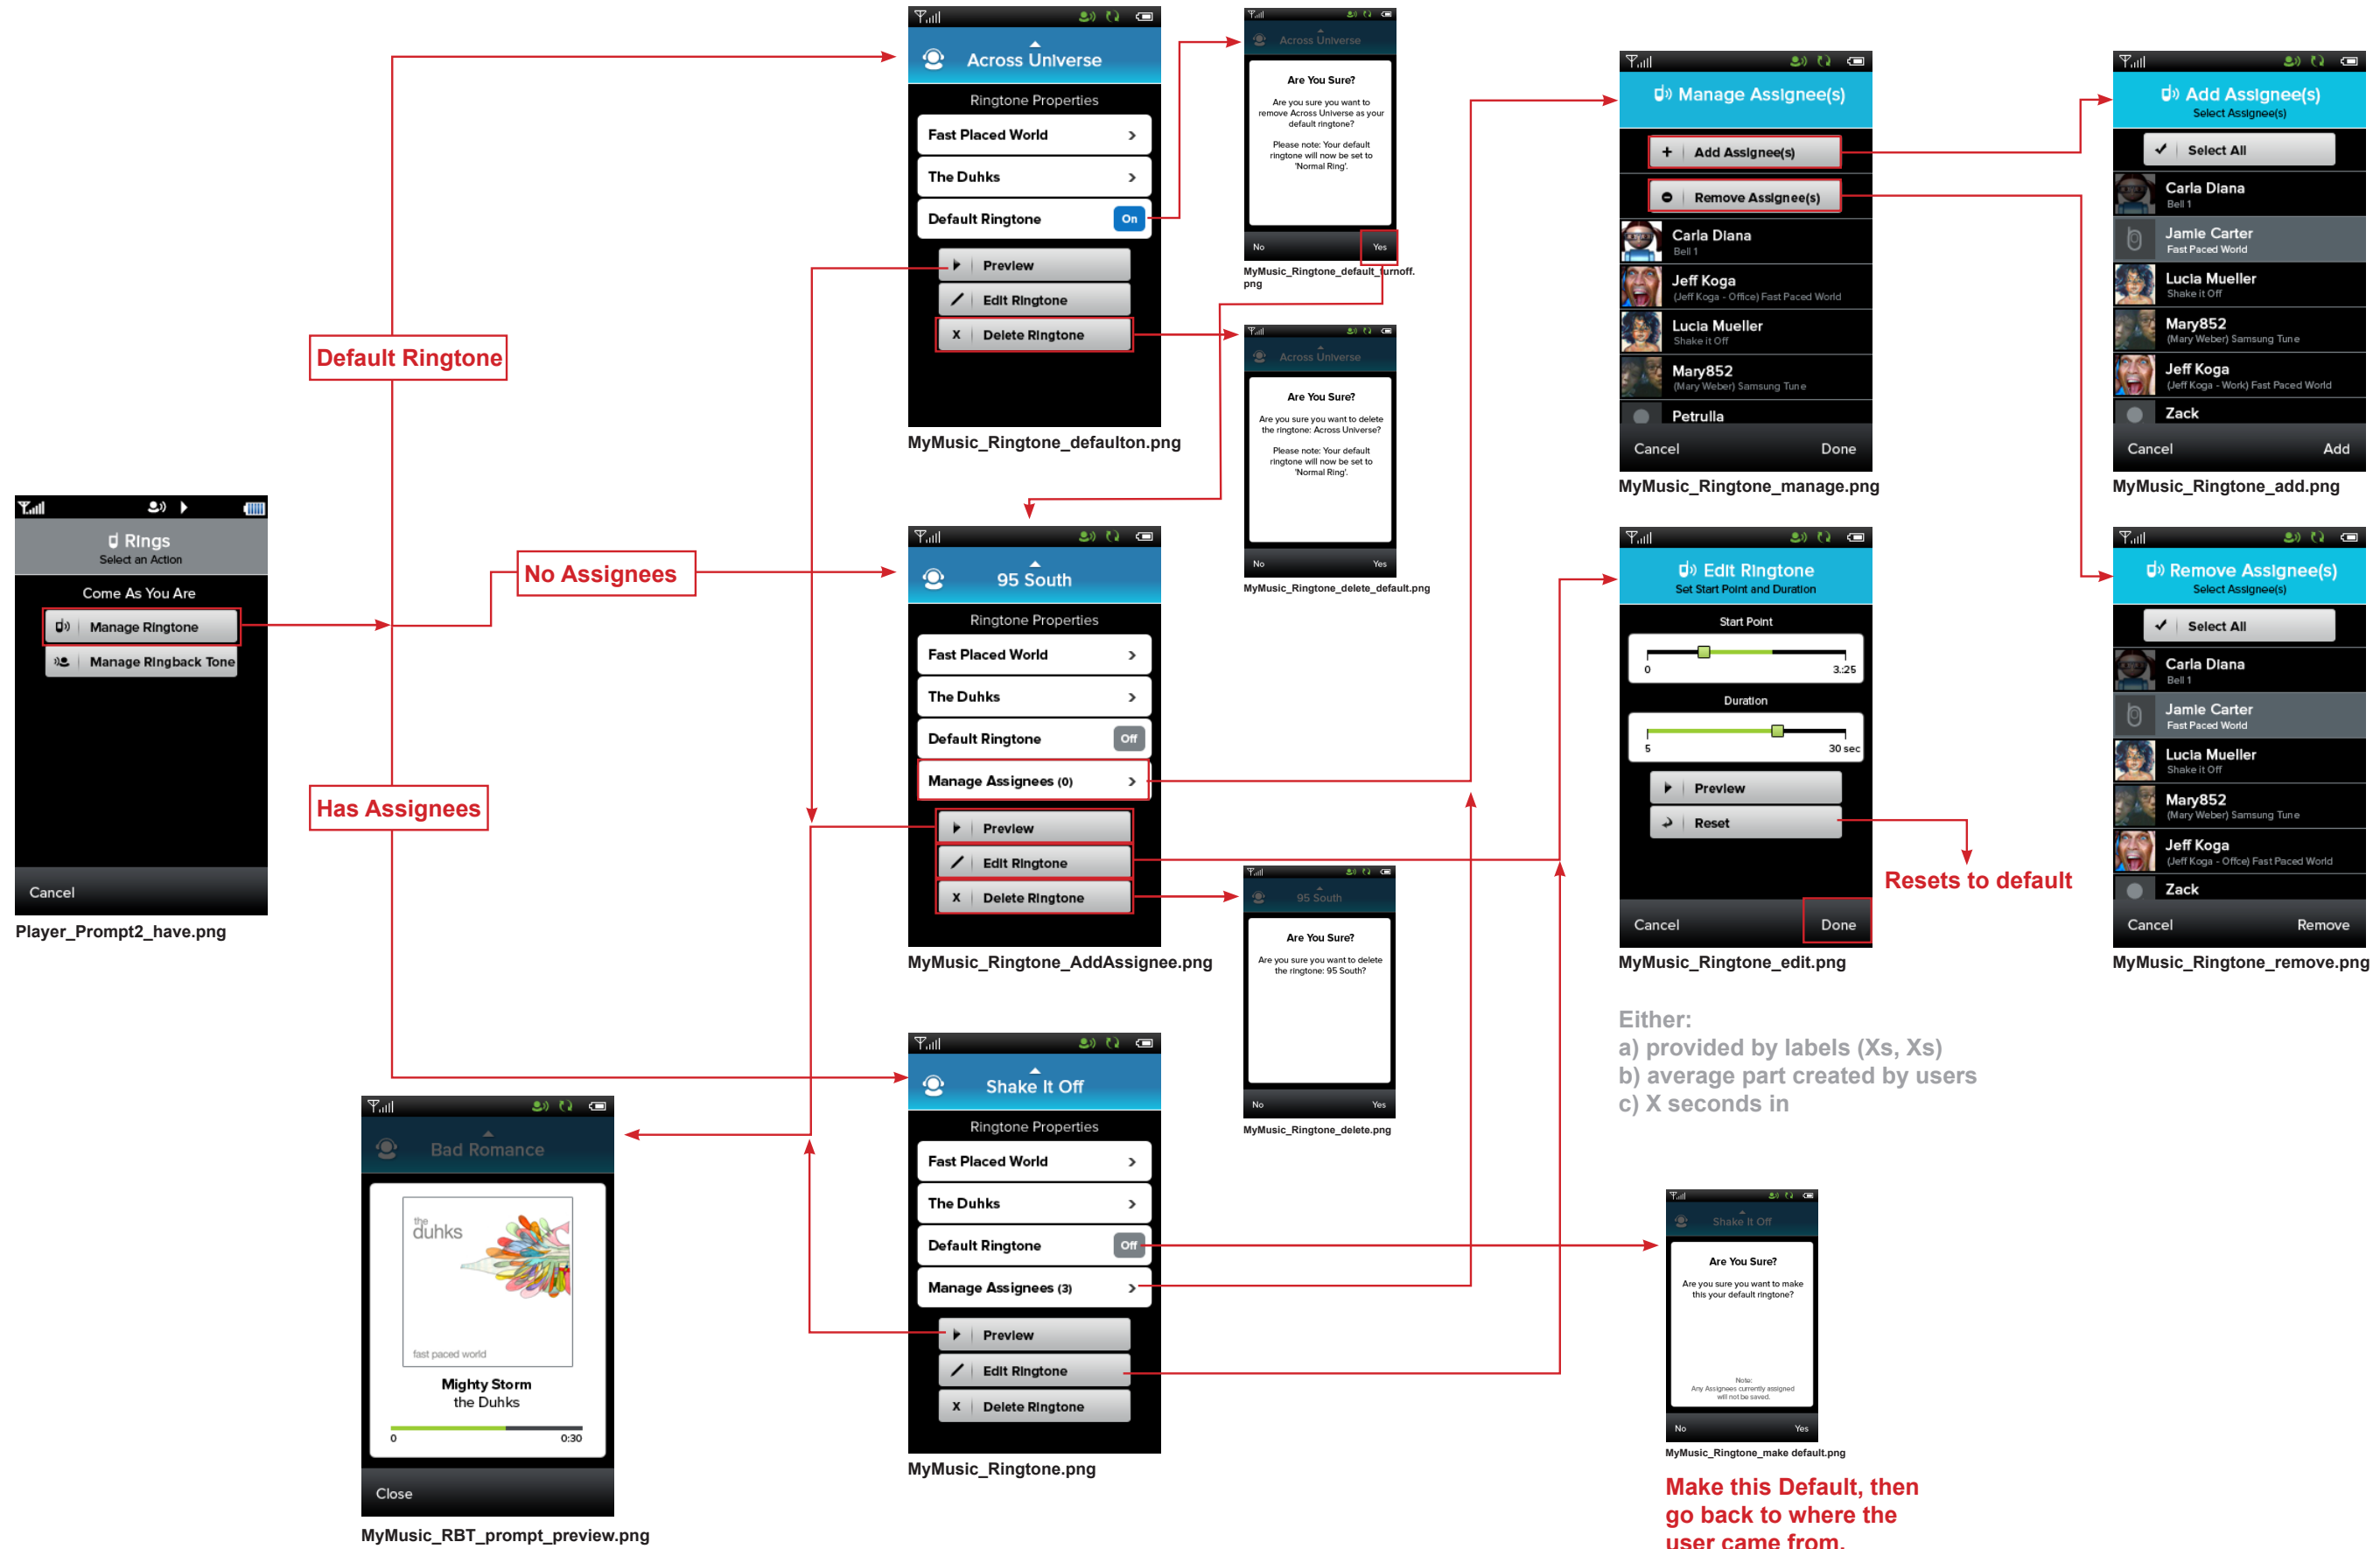 Rings
Select an Action
Come As You Are
Manage Ringtone
Manage Ringback Tone
Cancel
Player_Prompt2_have.png
Default Ringtone
No Assignees
Has Assignees
Bad Romance
the
duhks
fast paced world
Mighty Storm
the Duhks
0
0:30
Close
MyMusic_RBT_prompt_preview.png
Across Universe
Ringtone Properties
Fast Placed World
The Duhks
Default Ringtone
On
Preview
Edit Ringtone
X Delete Ringtone
MyMusic_Ringtone_defaulton.png
95 South
Ringtone Properties
Fast Placed World
The Duhks
Default Ringtone
Off
Manage Assignees (0)
Preview
Edit Ringtone
X Delete Ringtone
MyMusic_Ringtone_AddAssignee.png
Shake It Off
Ringtone Properties
Fast Placed World
The Duhks
Default Ringtone
Off
Manage Assignees (3)
Preview
Edit Ringtone
X Delete Ringtone
MyMusic_Ringtone.png
Across Universe
Are You Sure?
Are you sure you want to
remove Across Universe as your
default ringtone?
Please note: Your default
ringtone will now be set to
'Normal Ring'.
No
Yes
MyMusic_Ringtone_default_turnoff.
png
Across Universe
Are You Sure?
Are you sure you want to delete
the ringtone: Across Universe?
Please note: Your default
ringtone will now be set to
'Normal Ring'.
No
Yes
MyMusic_Ringtone_delete_default.png
95 South
Are You Sure?
Are you sure you want to delete
the ringtone: 95 South?
No
Yes
MyMusic_Ringtone_delete.png
Manage Assignee(s)
+ Add Assignee(s)
Remove Assignee(s)
Carla Diana
Bell 1
Jeff Koga
(Jeff Koga - Office) Fast Paced World
Lucia Mueller
Shake it Off
Mary852
(Mary Weber) Samsung Tune
Petrulla
Cancel
Done
MyMusic_Ringtone_manage.png
Add Assignee(s)
Select Assignee(s)
Select All
Carla Diana
Bell 1
Jamie Carter
Fast Paced World
Lucia Mueller
Shake it Off
Mary852
(Mary Weber) Samsung Tune
Jeff Koga
(Jeff Koga - Work) Fast Paced World
Zack
Cancel
Add
MyMusic_Ringtone_add.png
Edit Ringtone
Set Start Point and Duration
Start Point
0
3.:25
Duration
5
30 sec
Preview
Reset
Cancel
Done
MyMusic_Ringtone_edit.png
Resets to default
Either:
a) provided by labels (Xs, Xs)
b) average part created by users
c) X seconds in
Remove Assignee(s)
Select Assignee(s)
Select All
Carla Diana
Bell 1
Jamie Carter
Fast Paced World
Lucia Mueller
Shake it Off
Mary852
(Mary Weber) Samsung Tune
Jeff Koga
(Jeff Koga - Offce) Fast Paced World
Zack
Cancel
Remove
MyMusic_Ringtone_remove.png
Shake It Off
Are You Sure?
Are you sure you want to make
this your default ringtone?
Note:
Any Assignees currently assigned
will not be saved.
No
Yes
MyMusic_Ringtone_make default.png
Make this Default, then
go back to where the
user came from.